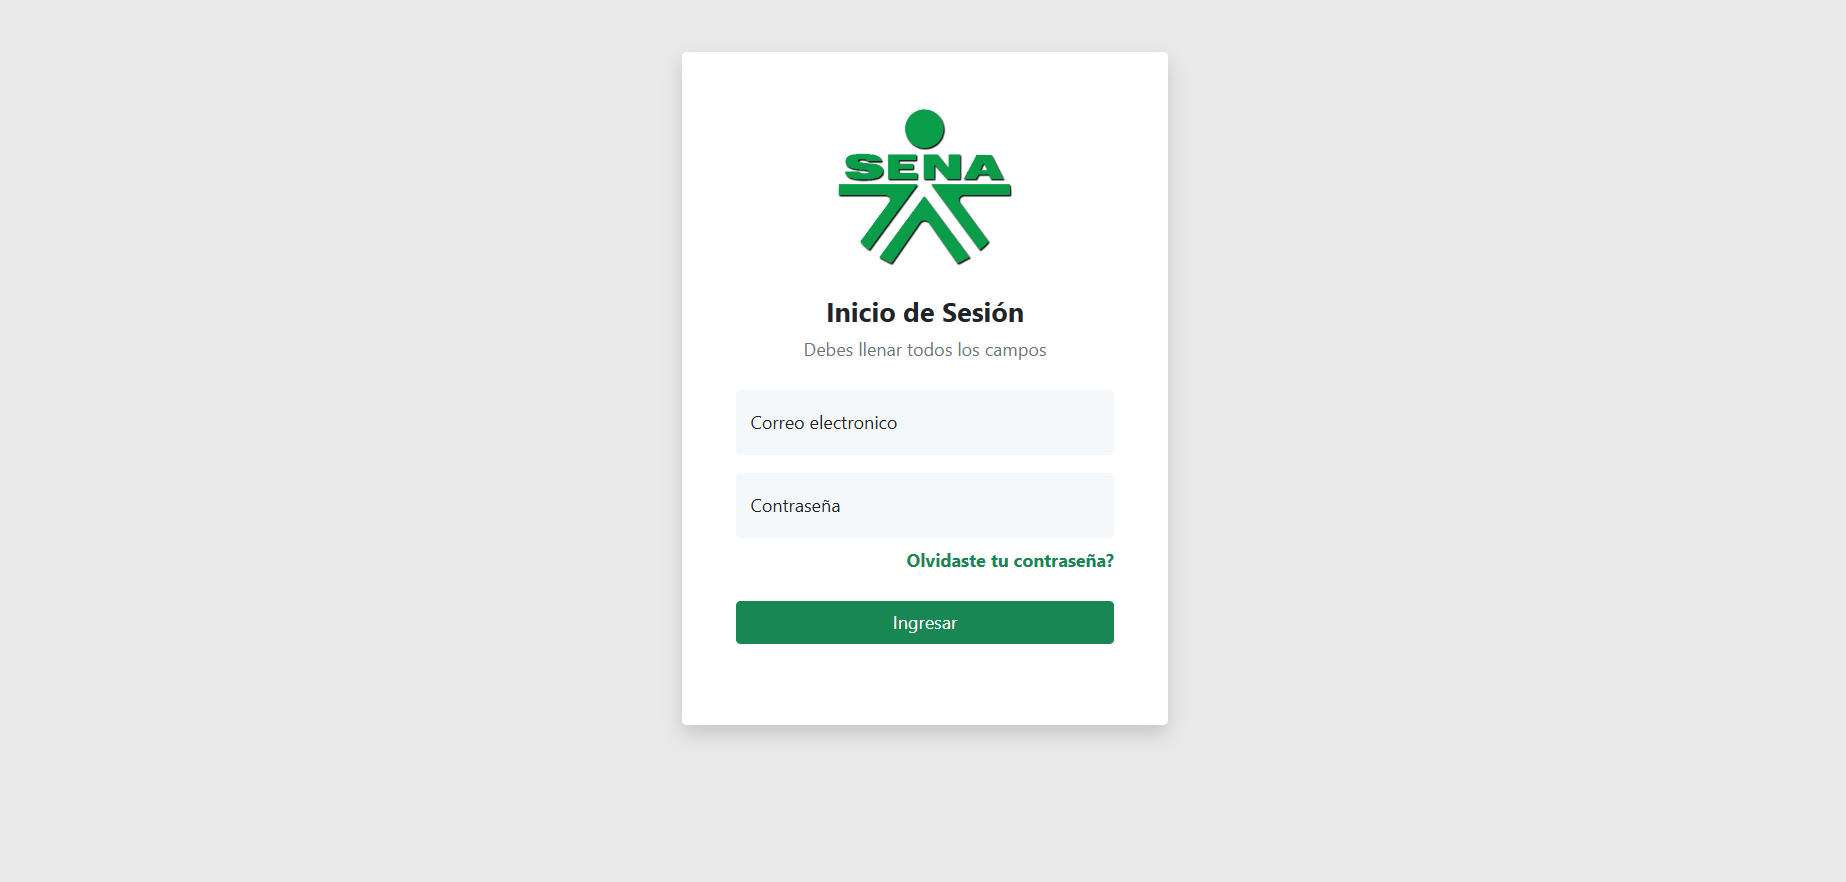 SENA
Inicio de Sesión
Debes llenar todos los campos
Correo electronico
Contraseña
Olvidaste tu contraseña?
Ingresar